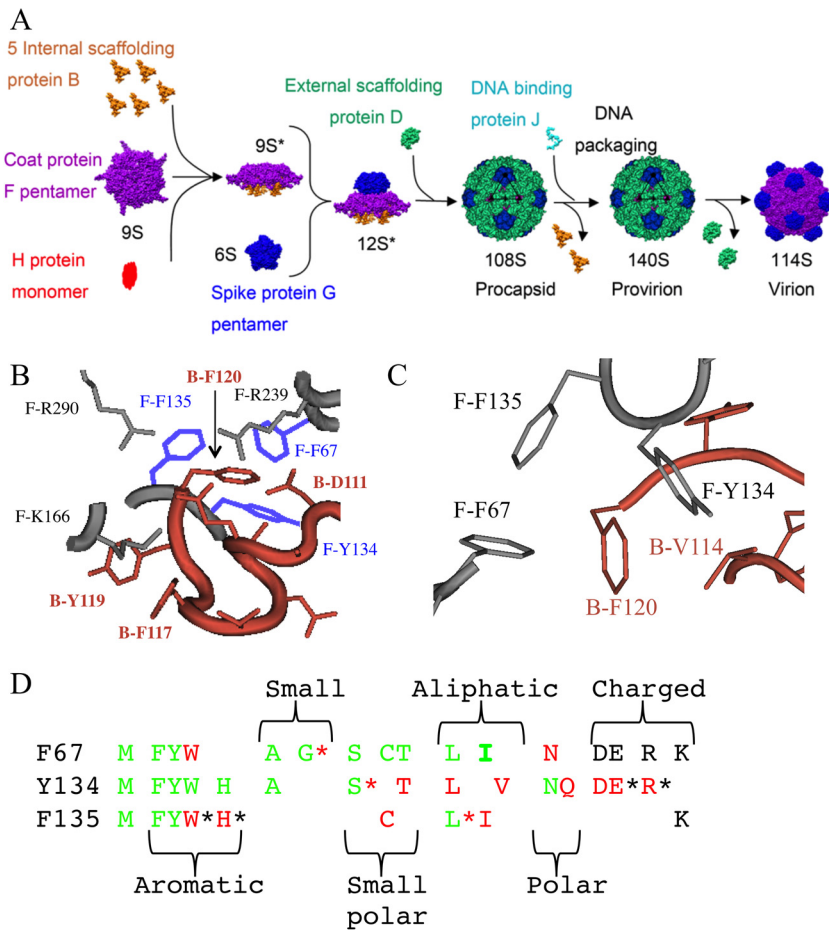 A
5 Internal scaffolding
protein B
External scaffolding
protein D
DNA binding
protein J
DNA
packaging
Coat protein
F pentamer
9S
9S*
6S
12S*
108S
Procapsid
140S
Provirion
114S
Virion
H protein
monomer
Spike protein G
pentamer
B
B-F120
F-R290
F-F135
F-R239
F-F67
B-D111
F-K166
F-Y134
B-Y119
B-F117
C
F-F135
F-Y134
F-F67
B-V114
B-F120
D
Small Aliphatic Charged
F67 M FYW A G* S CT L I N DE R K
Y134 M FYW H A S* T L V NQ DE*R*
F135 M FYW*H* C L*I K
Aromatic Small Polar
polar